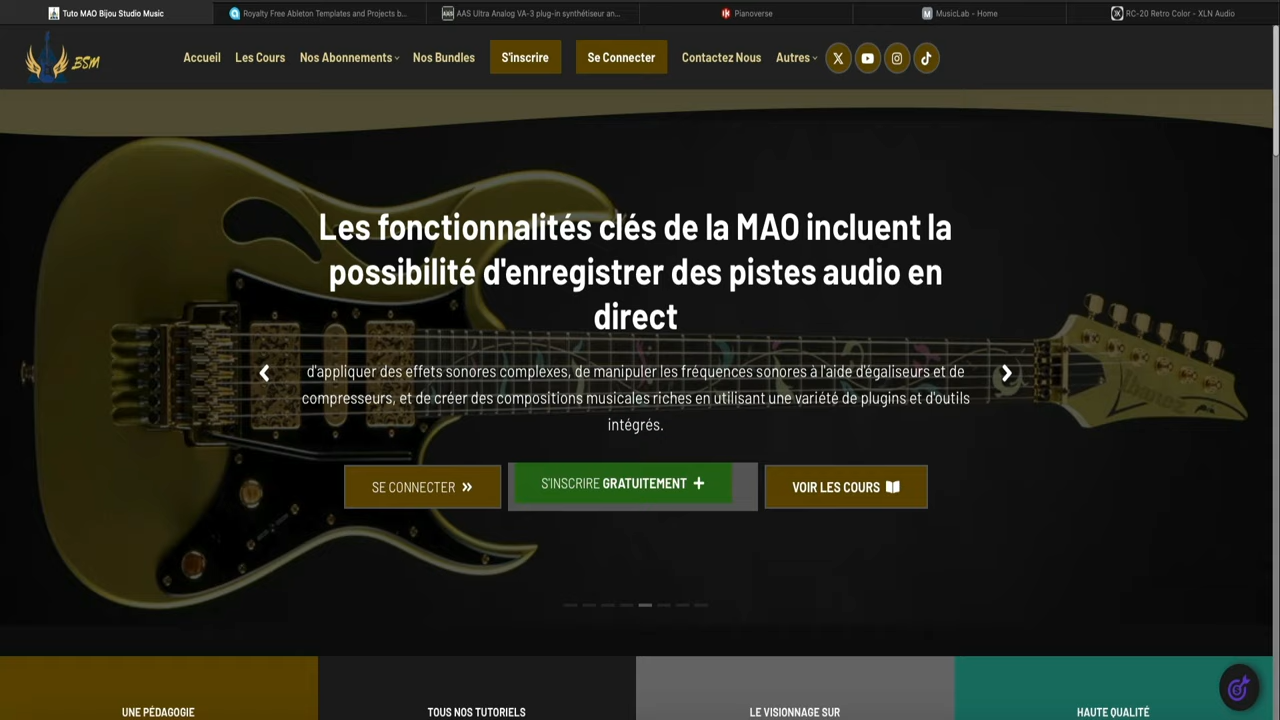 Tuto MAO Bijou Studio Music
Royalty Free Ableton Templates and Projects b...
AAS Ultra Analog VA-3 plug-in synthétiseur an...
Pianoverse
MusicLab - Home
RC-20 Retro Color - XLN Audio
BSM
Accueil
Les Cours
Nos Abonnements
Nos Bundles
S'inscrire
Se Connecter
Contactez Nous
Autres
Les fonctionnalités clés de la MAO incluent la
possibilité d'enregistrer des pistes audio en
direct
d'appliquer des effets sonores complexes, de manipuler les fréquences sonores à l'aide d'égaliseurs et de
compresseurs, et de créer des compositions musicales riches en utilisant une variété de plugins et d'outils
intégrés.
SE CONNECTER
S'INSCRIRE GRATUITEMENT
VOIR LES COURS
Ibanez
UNE PÉDAGOGIE
TOUS NOS TUTORIELS
LE VISIONNAGE SUR
HAUTE QUALITÉ